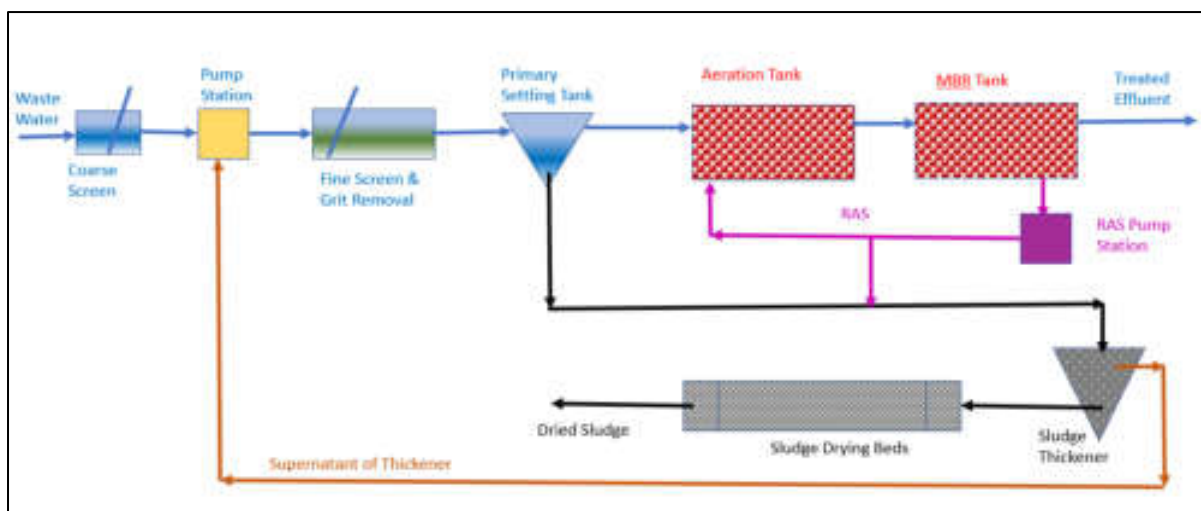 Waste
Water
Coarse
Screen
Pump
Station
Fine Screen &
Grit Removal
Primary
Settling Tank
Aeration Tank
MBR Tank
Treated
Effluent
RAS
RAS Pump
Station
Dried Sludge
Sludge Drying Beds
Sludge
Thickener
Supernatant of Thickener